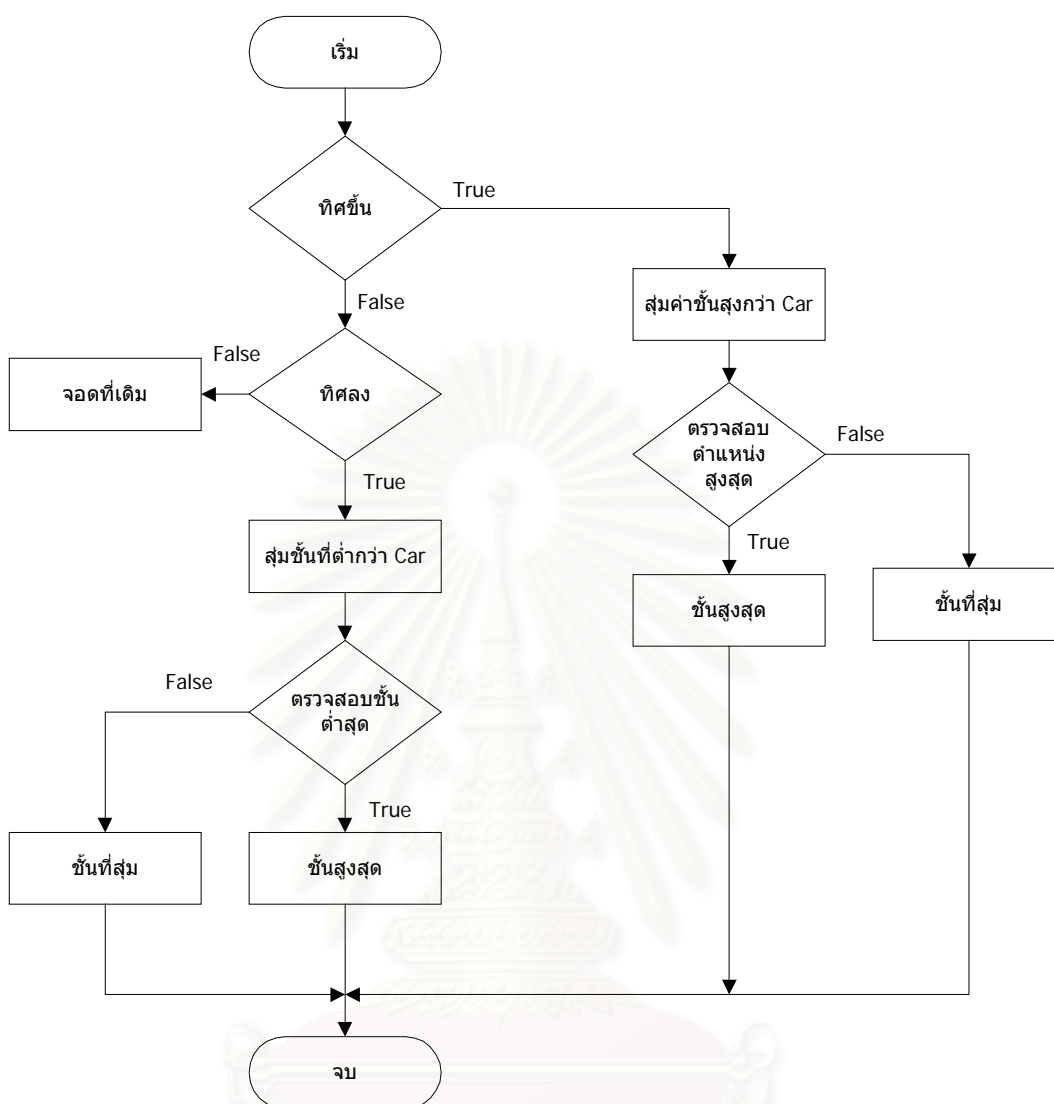 เริ่ม
ทิศขึ้น
True
False
สุ่มค่าชั้นสูงกว่า Car
ทิศลง
False
จอดที่เดิม
True
ตรวจสอบ
ตำแหน่ง
สูงสุด
False
True
สุ่มชั้นที่ต่ำกว่า Car
ชั้นสูงสุด
ชั้นที่สุ่ม
ตรวจสอบชั้น
ต่ำสุด
False
True
ชั้นที่สุ่ม
ชั้นสูงสุด
จบ